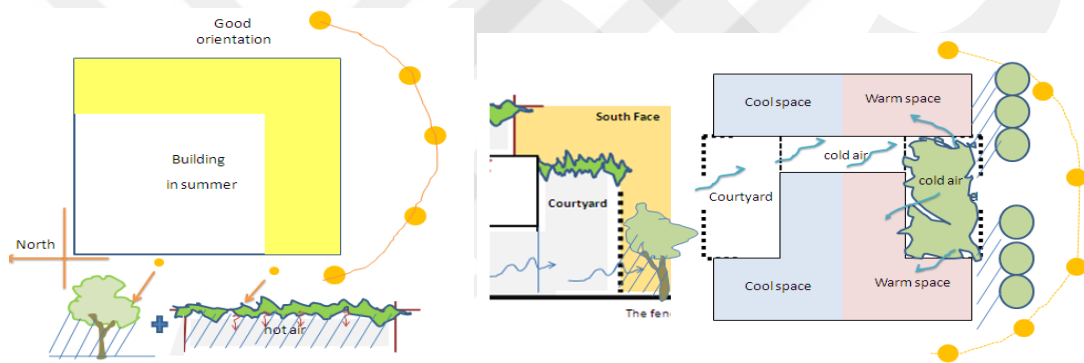 Good
orientation
Building
in summer
North
hot air
South Face
Courtyard
The fen
Cool space
Warm space
cold air
cold air
Courtyard
Cool space
Warm space